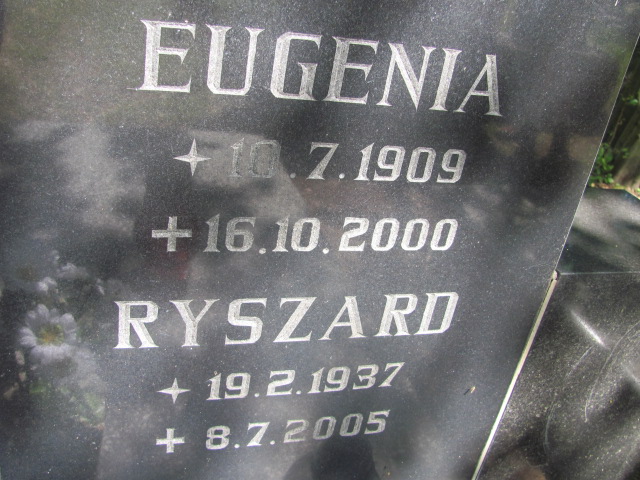 EUGENIA
✦ 10.7.1909
+ 16.10.2000
RYSZARD
✦ 19.2.1937
+ 8.7.2005